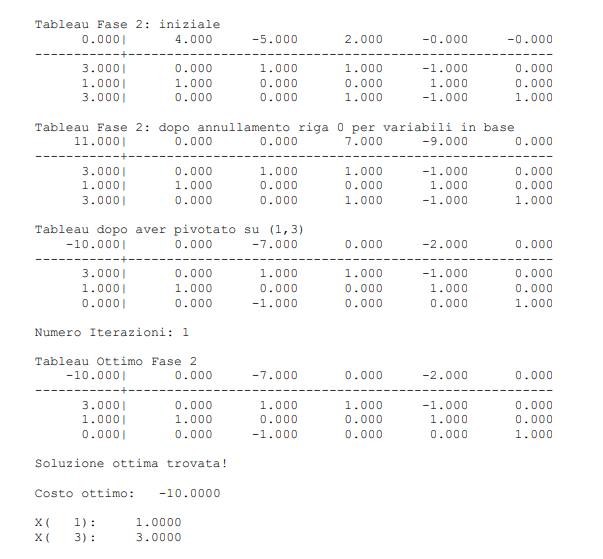 Tableau Fase 2: iniziale
0.000| 4.000 -5.000 2.000 -0.000 -0.000
----------+--------------------------------------------------
3.000| 0.000 1.000 1.000 -1.000 0.000
1.000| 1.000 0.000 0.000 1.000 0.000
3.000| 0.000 0.000 1.000 -1.000 1.000
Tableau Fase 2: dopo annullamento riga 0 per variabili in base
11.000| 0.000 0.000 7.000 -9.000 0.000
----------+--------------------------------------------------
3.000| 0.000 1.000 1.000 -1.000 0.000
1.000| 1.000 0.000 0.000 1.000 0.000
3.000| 0.000 0.000 1.000 -1.000 1.000
Tableau dopo aver pivotato su (1,3)
-10.000| 0.000 -7.000 0.000 -2.000 0.000
----------+--------------------------------------------------
3.000| 0.000 1.000 1.000 -1.000 0.000
1.000| 1.000 0.000 0.000 1.000 0.000
0.000| 0.000 -1.000 0.000 0.000 1.000
Numero Iterazioni: 1
Tableau Ottimo Fase 2
-10.000| 0.000 -7.000 0.000 -2.000 0.000
----------+--------------------------------------------------
3.000| 0.000 1.000 1.000 -1.000 0.000
1.000| 1.000 0.000 0.000 1.000 0.000
0.000| 0.000 -1.000 0.000 0.000 1.000
Soluzione ottima trovata!
Costo ottimo: -10.0000
X( 1): 1.0000
X( 3): 3.0000